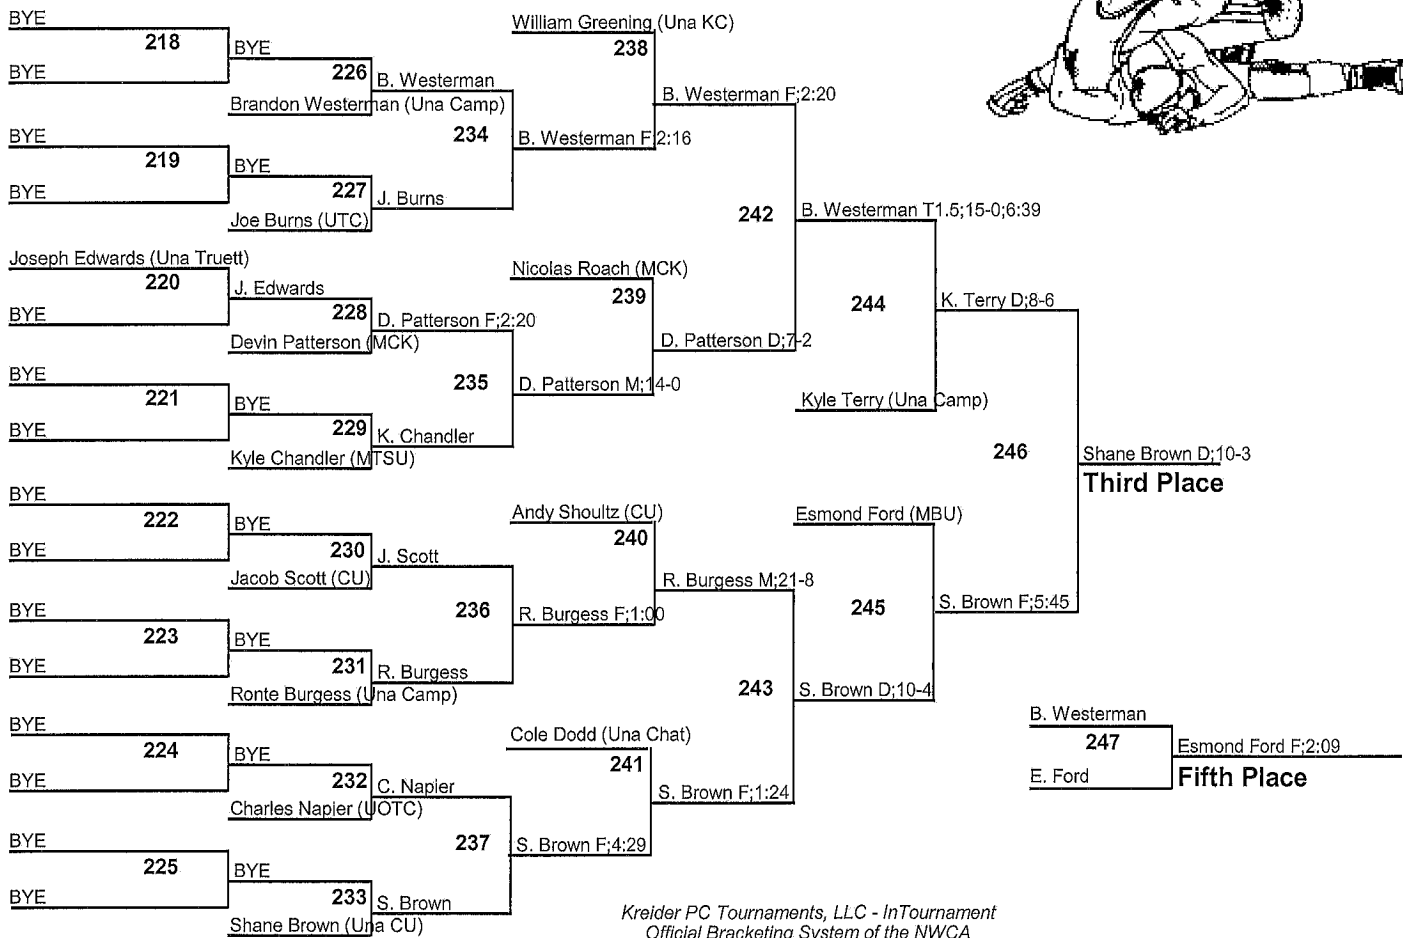 BYE
218
BYE
BYE
226
Brandon Westerman (Una Camp)
B. Westerman
BYE
219
BYE
BYE
227
Joe Burns (UTC)
J. Burns
234
B. Westerman F;2:16
William Greening (Una KC)
238
B. Westerman F;2:20
Joseph Edwards (Una Truett)
220
BYE
J. Edwards
228
Devin Patterson (MCK)
D. Patterson F;2:20
BYE
221
BYE
BYE
229
Kyle Chandler (MTSU)
K. Chandler
235
D. Patterson M;14-0
Nicolas Roach (MCK)
239
D. Patterson D;7-2
242
B. Westerman T1.5;15-0;6:39
244
Kyle Terry (Una Camp)
K. Terry D;8-6
BYE
222
BYE
BYE
230
Jacob Scott (CU)
J. Scott
BYE
223
BYE
BYE
231
Ronte Burgess (Una Camp)
R. Burgess
236
R. Burgess F;1:00
Andy Shoultz (CU)
240
R. Burgess M;21-8
BYE
224
BYE
BYE
232
Charles Napier (UOTC)
C. Napier
BYE
225
BYE
BYE
233
Shane Brown (Una CU)
S. Brown
237
S. Brown F;4:29
Cole Dodd (Una Chat)
241
S. Brown F;1:24
243
S. Brown D;10-4
Esmond Ford (MBU)
245
S. Brown F;5:45
246
Shane Brown D;10-3
Third Place
B. Westerman
247
E. Ford
Esmond Ford F;2:09
Fifth Place
Kreider PC Tournaments, LLC - InTournament
Official Bracketing System of the NWCA